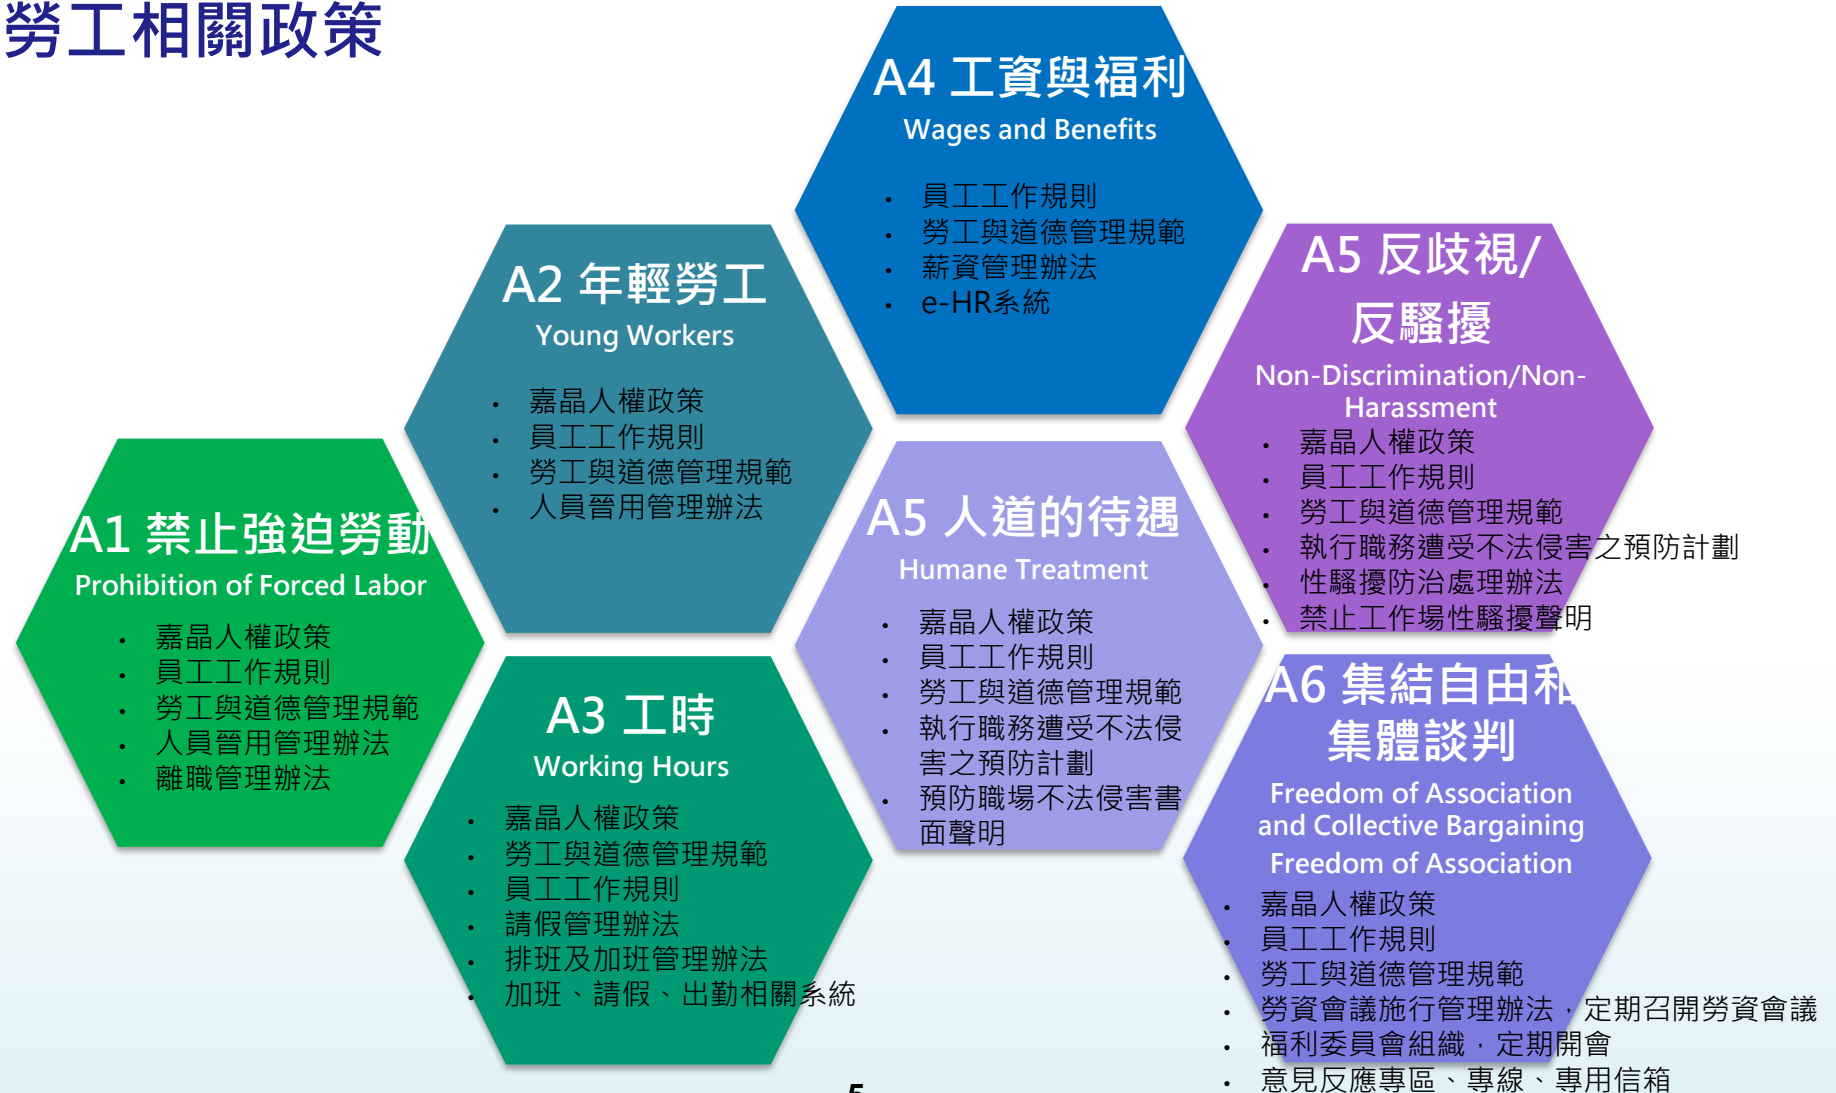 勞工相關政策
A4 工資與福利
Wages and Benefits
• 員工工作規則
• 勞工與道德管理規範
• 薪資管理辦法
• e-HR系統
A2 年輕勞工
Young Workers
• 嘉晶人權政策
• 員工工作規則
• 勞工與道德管理規範
• 人員晉用管理辦法
A5 反歧視/
反騷擾
Non-Discrimination/Non-
Harassment
• 嘉晶人權政策
• 員工工作規則
• 勞工與道德管理規範
• 執行職務遭受不法侵害之預防計劃
• 性騷擾防治處理辦法
• 禁止工作場性騷擾聲明
A1 禁止強迫勞動
Prohibition of Forced Labor
• 嘉晶人權政策
• 員工工作規則
• 勞工與道德管理規範
• 人員晉用管理辦法
• 離職管理辦法
A5 人道的待遇
Humane Treatment
• 嘉晶人權政策
• 員工工作規則
• 勞工與道德管理規範
• 執行職務遭受不法侵
害之預防計劃
• 預防職場不法侵害書
面聲明
A3 工時
Working Hours
• 嘉晶人權政策
• 勞工與道德管理規範
• 員工工作規則
• 請假管理辦法
• 排班及加班管理辦法
• 加班、請假、出勤相關系統
A6 集結自由和
集體談判
Freedom of Association
and Collective Bargaining
Freedom of Association
• 嘉晶人權政策
• 員工工作規則
• 勞工與道德管理規範
• 勞資會議施行管理辦法，定期召開勞資會議
• 福利委員會組織，定期開會
• 意見反應專區、專線、專用信箱
5